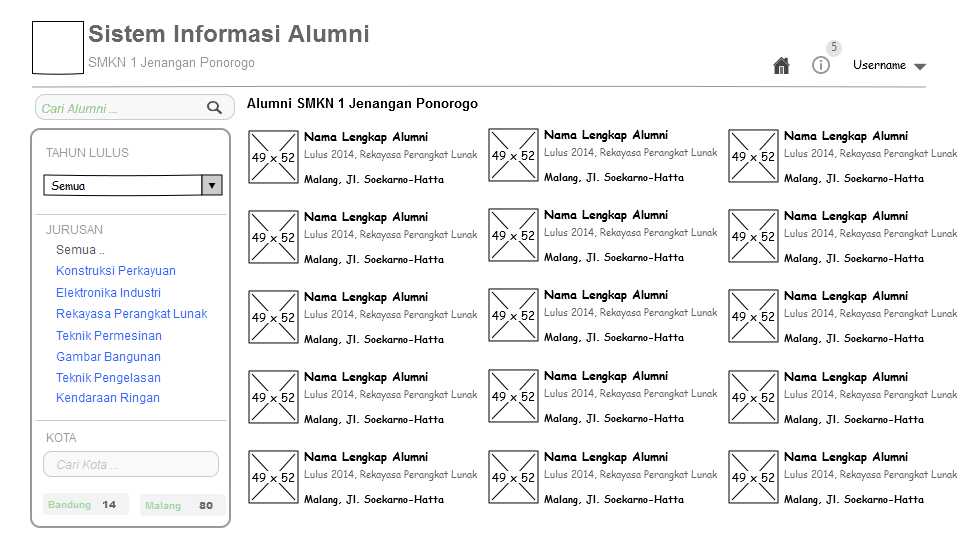 Sistem Informasi Alumni
SMKN 1 Jenangan Ponorogo
5
Username
Cari Alumni ...
TAHUN LULUS
Semua
JURUSAN
Semua ..
Konstruksi Perkayuan
Elektronika Industri
Rekayasa Perangkat Lunak
Teknik Permesinan
Gambar Bangunan
Teknik Pengelasan
Kendaraan Ringan
KOTA
Cari Kota ...
Bandung 14
Malang 80
Alumni SMKN 1 Jenangan Ponorogo
49 x 52
Nama Lengkap Alumni
Lulus 2014, Rekayasa Perangkat Lunak
Malang, Jl. Soekarno-Hatta
49 x 52
Nama Lengkap Alumni
Lulus 2014, Rekayasa Perangkat Lunak
Malang, Jl. Soekarno-Hatta
49 x 52
Nama Lengkap Alumni
Lulus 2014, Rekayasa Perangkat Lunak
Malang, Jl. Soekarno-Hatta
49 x 52
Nama Lengkap Alumni
Lulus 2014, Rekayasa Perangkat Lunak
Malang, Jl. Soekarno-Hatta
49 x 52
Nama Lengkap Alumni
Lulus 2014, Rekayasa Perangkat Lunak
Malang, Jl. Soekarno-Hatta
49 x 52
Nama Lengkap Alumni
Lulus 2014, Rekayasa Perangkat Lunak
Malang, Jl. Soekarno-Hatta
49 x 52
Nama Lengkap Alumni
Lulus 2014, Rekayasa Perangkat Lunak
Malang, Jl. Soekarno-Hatta
49 x 52
Nama Lengkap Alumni
Lulus 2014, Rekayasa Perangkat Lunak
Malang, Jl. Soekarno-Hatta
49 x 52
Nama Lengkap Alumni
Lulus 2014, Rekayasa Perangkat Lunak
Malang, Jl. Soekarno-Hatta
49 x 52
Nama Lengkap Alumni
Lulus 2014, Rekayasa Perangkat Lunak
Malang, Jl. Soekarno-Hatta
49 x 52
Nama Lengkap Alumni
Lulus 2014, Rekayasa Perangkat Lunak
Malang, Jl. Soekarno-Hatta
49 x 52
Nama Lengkap Alumni
Lulus 2014, Rekayasa Perangkat Lunak
Malang, Jl. Soekarno-Hatta
49 x 52
Nama Lengkap Alumni
Lulus 2014, Rekayasa Perangkat Lunak
Malang, Jl. Soekarno-Hatta
49 x 52
Nama Lengkap Alumni
Lulus 2014, Rekayasa Perangkat Lunak
Malang, Jl. Soekarno-Hatta
49 x 52
Nama Lengkap Alumni
Lulus 2014, Rekayasa Perangkat Lunak
Malang, Jl. Soekarno-Hatta